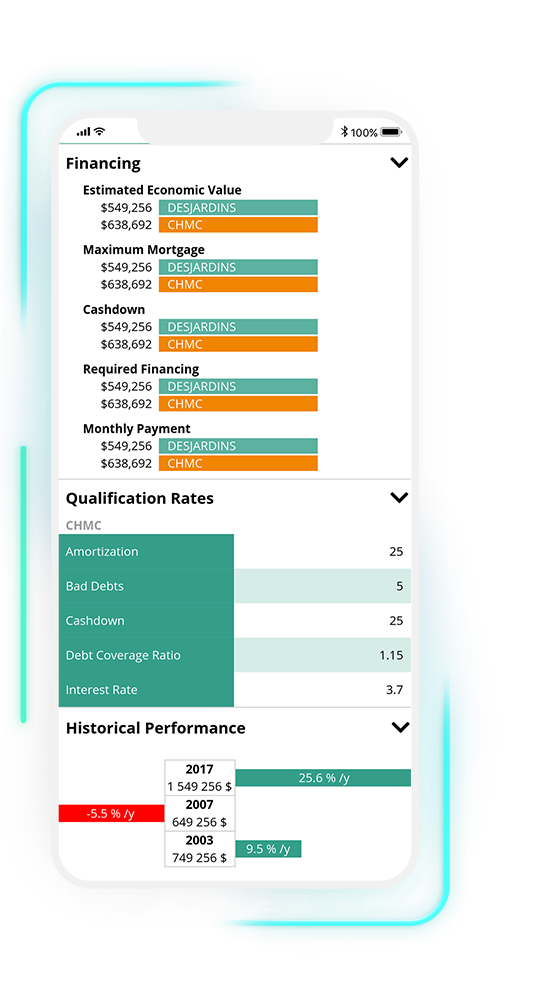 100%
Financing
Estimated Economic Value
$549,256 DESJARDINS
$638,692 CHMC
Maximum Mortgage
$549,256 DESJARDINS
$638,692 CHMC
Cashdown
$549,256 DESJARDINS
$638,692 CHMC
Required Financing
$549,256 DESJARDINS
$638,692 CHMC
Monthly Payment
$549,256 DESJARDINS
$638,692 CHMC
Qualification Rates
CHMC
Amortization 25
Bad Debts 5
Cashdown 25
Debt Coverage Ratio 1.15
Interest Rate 3.7
Historical Performance
2017
1 549 256 $
25.6 % /y
2007
649 256 $
-5.5 % /y
2003
749 256 $
9.5 % /y